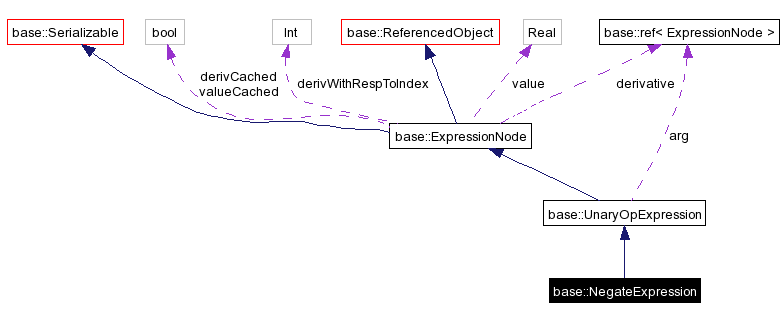 base::Serializable
bool
Int
base::ReferencedObject
Real
base::ref< ExpressionNode >
derivCached
valueCached
derivWithRespToIndex
value
derivative
base::ExpressionNode
arg
base::UnaryOpExpression
base::NegateExpression